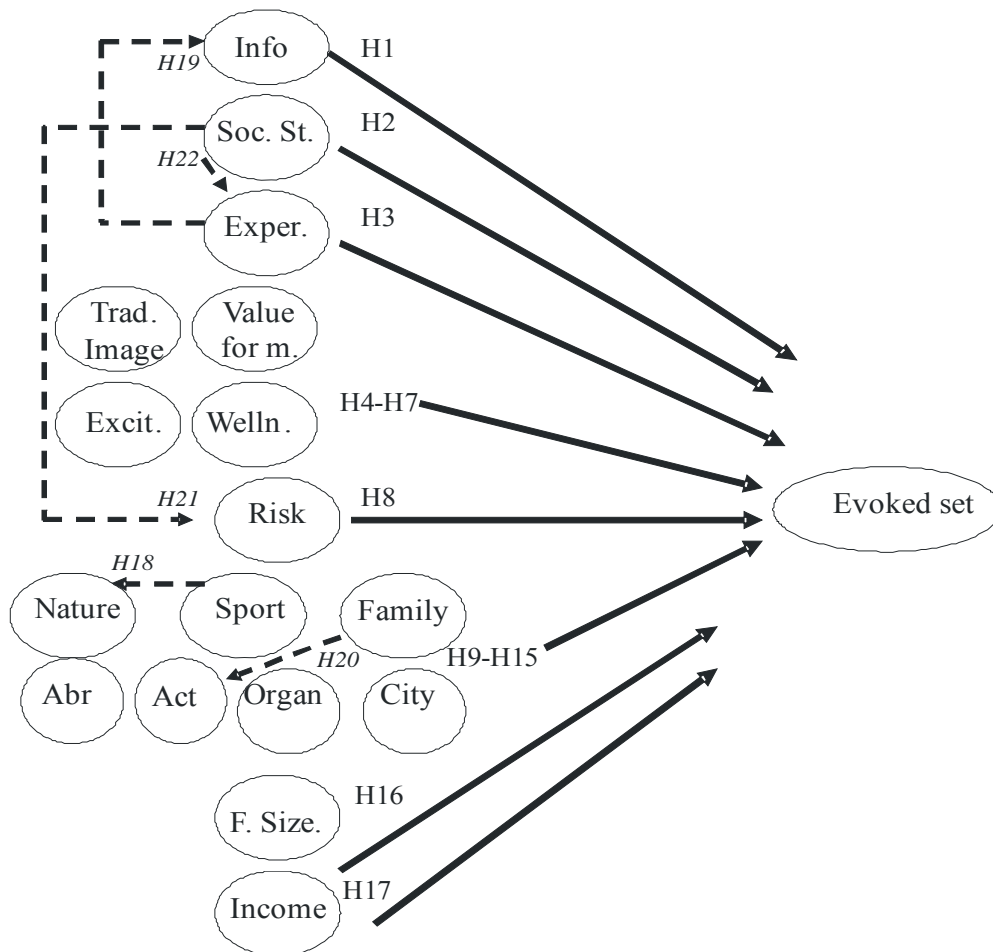 Info
H1
H19
Soc. St.
H2
H22
Exper.
H3
Trad.
Image
Value
for m.
Excit.
Welln.
H4-H7
H21
Risk
H8
Evoked set
H18
Nature
Sport
Family
H20
H9-H15
Abr
Act
Organ
City
H16
F. Size.
H17
Income